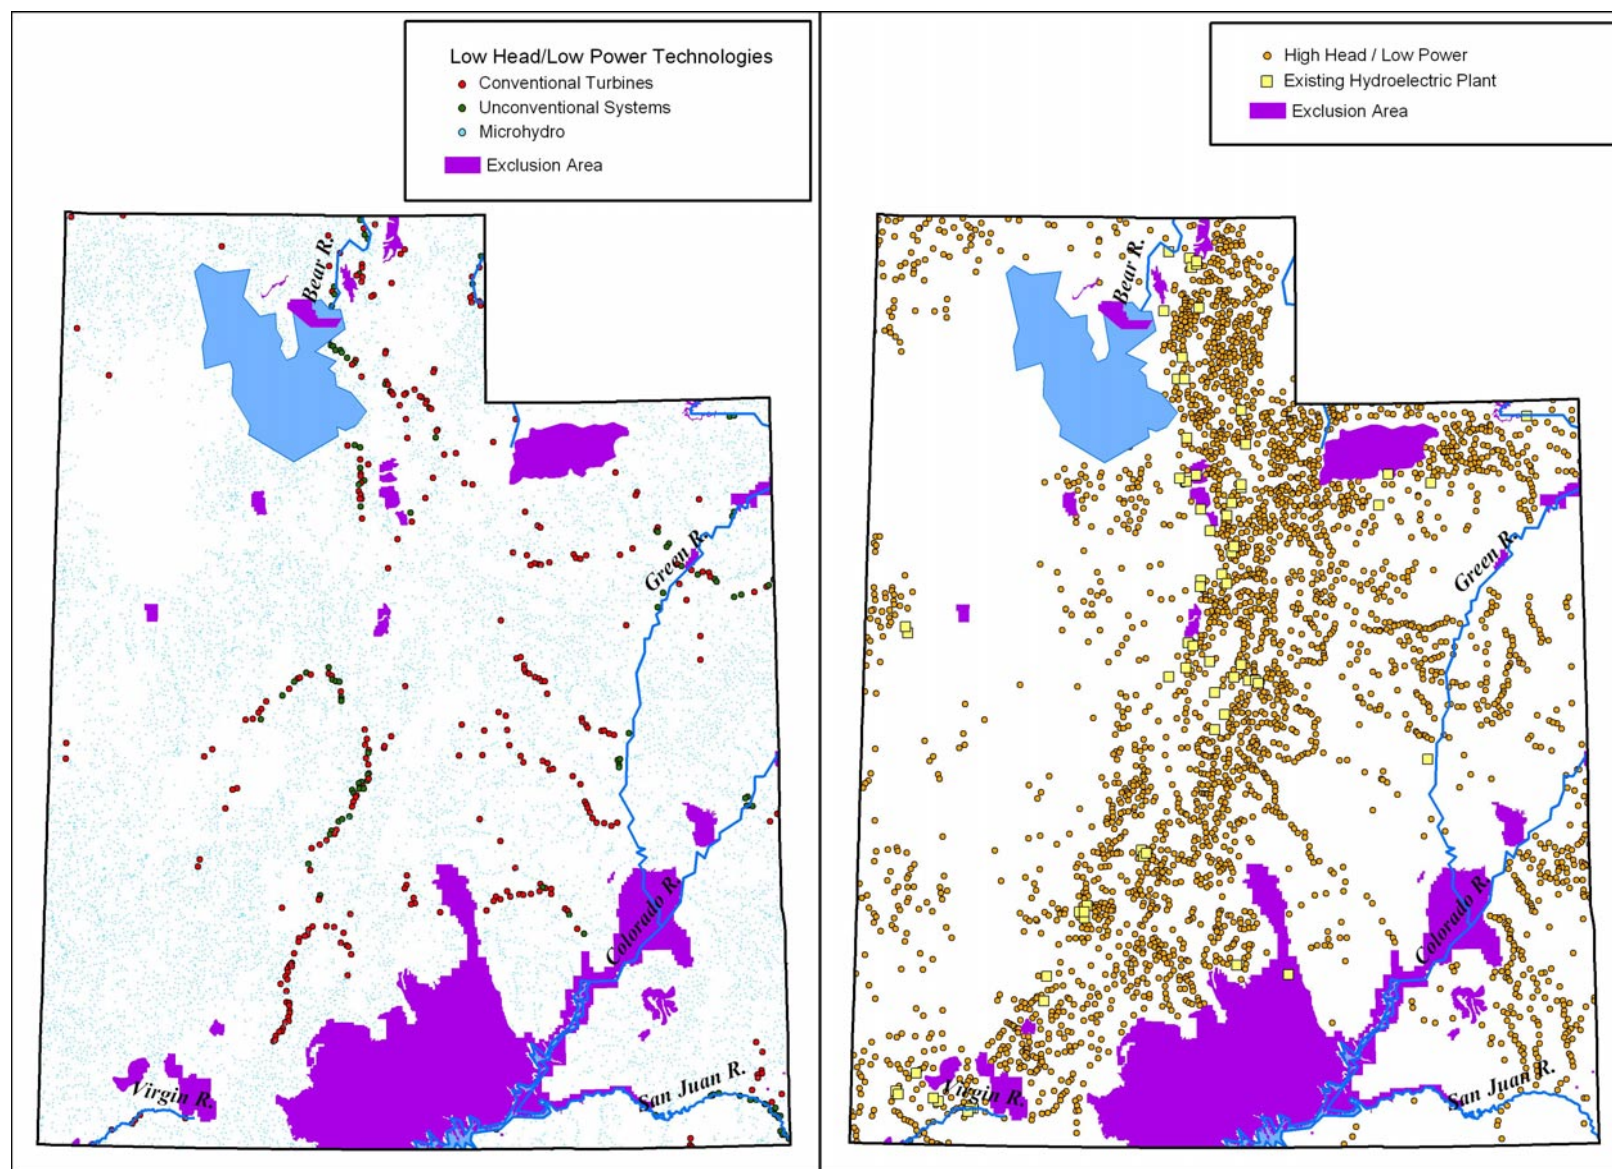 Low Head/Low Power Technologies
Conventional Turbines
Unconventional Systems
Microhydro
Exclusion Area
Bear R.
Green R.
Colorado R.
Virgin R.
San Juan R.
High Head / Low Power
Existing Hydroelectric Plant
Exclusion Area
Bear R.
Green R.
Colorado R.
Virgin R.
San Juan R.